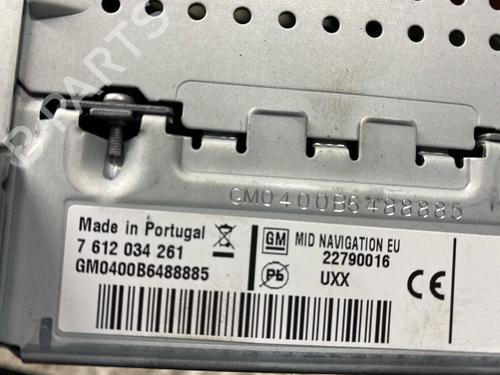 B-PARTS
GM0400B6488885
Made in Portugal
7 612 034 261
GM0400B6488885
GM MID NAVIGATION EU
22790016
Pb UXX
CE